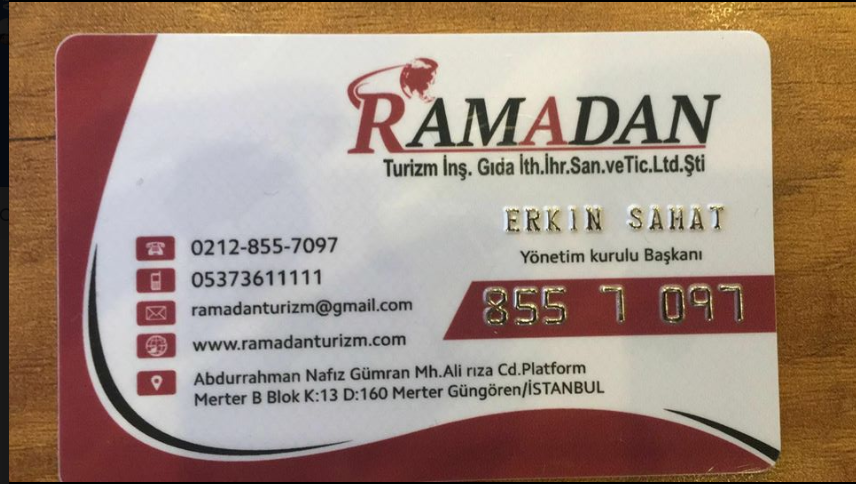 RAMADAN
Turizm İnş. Gıda İth.İhr.San.veTic.Ltd.Şti
ERKIN SAHAT
Yönetim kurulu Başkanı
855 7 097
0212-855-7097
05373611111
ramadanturizm@gmail.com
www.ramadanturizm.com
Abdurrahman Nafız Gümran Mh.Ali rıza Cd.Platform
Merter B Blok K:13 D:160 Merter Güngören/İSTANBUL